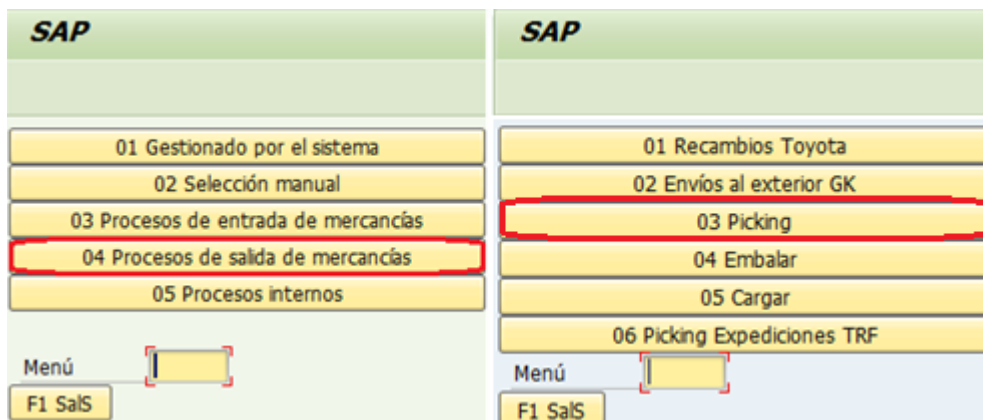 SAP
01 Gestionado por el sistema
02 Selección manual
03 Procesos de entrada de mercancías
04 Procesos de salida de mercancías
05 Procesos internos
Menú
F1 SalS
SAP
01 Recambios Toyota
02 Envíos al exterior GK
03 Picking
04 Embalar
05 Cargar
06 Picking Expediciones TRF
Menú
F1 SalS